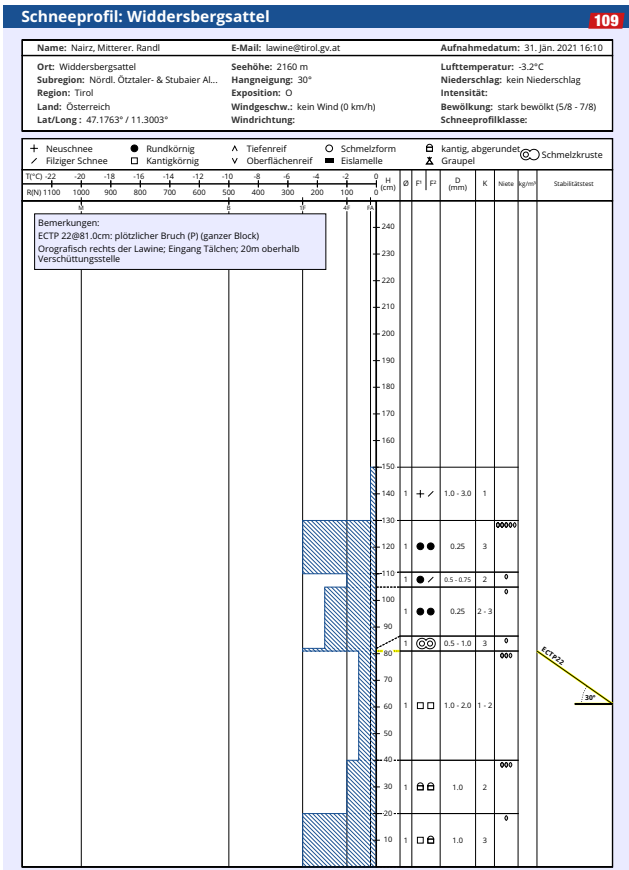 Schneeprofil: Widdersbergsattel
109
Name: Nairz, Mitterer. Randl E-Mail: lawine@tirol.gv.at Aufnahmedatum: 31. Jän. 2021 16:10
Ort: Widdersbergsattel Seehöhe: 2160 m Lufttemperatur: -3.2°C
Subregion: Nördl. Ötztaler- & Stubaier Al... Hangneigung: 30° Niederschlag: kein Niederschlag
Region: Tirol Exposition: O Intensität:
Land: Österreich Windgeschw.: kein Wind (0 km/h) Bewölkung: stark bewölkt (5/8 - 7/8)
Lat/Long : 47.1763° / 11.3003° Windrichtung: Schneeprofilklasse:
Neuschnee Rundkörnig Tiefenreif Schmelzform kantig, abgerundet Schmelzkruste
Filziger Schnee Kantigkörnig Oberflächenreif Eislamelle Graupel
T(°C) -22 -20 -18 -16 -14 -12 -10 -8 -6 -4 -2 0 H (cm) Ø F¹ F² D (mm) K Niete kg/m³ Stabilitätstest
R(N) 1100 1000 900 800 700 600 500 400 300 200 100 0
M B 1F 4F FA
Bemerkungen:
ECTP 22@81.0cm: plötzlicher Bruch (P) (ganzer Block)
Orografisch rechts der Lawine; Eingang Tälchen; 20m oberhalb
Verschüttungsstelle
240
230
220
210
200
190
180
170
160
150
140 1 1.0 - 3.0 1
130
120 1 0.25 3
110
1 0.5 - 0.75 2
100
1 0.25 2 - 3
90
1 0.5 - 1.0 3
80
ECTP22
70
30°
60 1 1.0 - 2.0 1 - 2
50
40
30 1 1.0 2
20
10 1 1.0 3